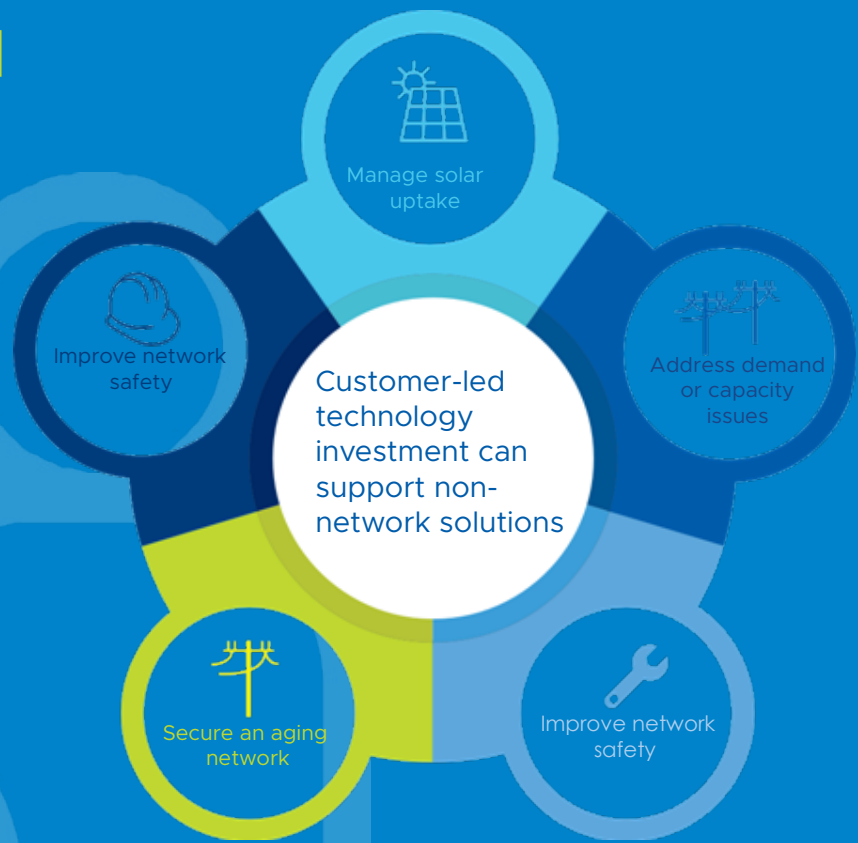 Manage solar
uptake
Improve network
safety
Address demand
or capacity
issues
Customer-led
technology
investment can
support non-
network solutions
Secure an aging
network
Improve network
safety